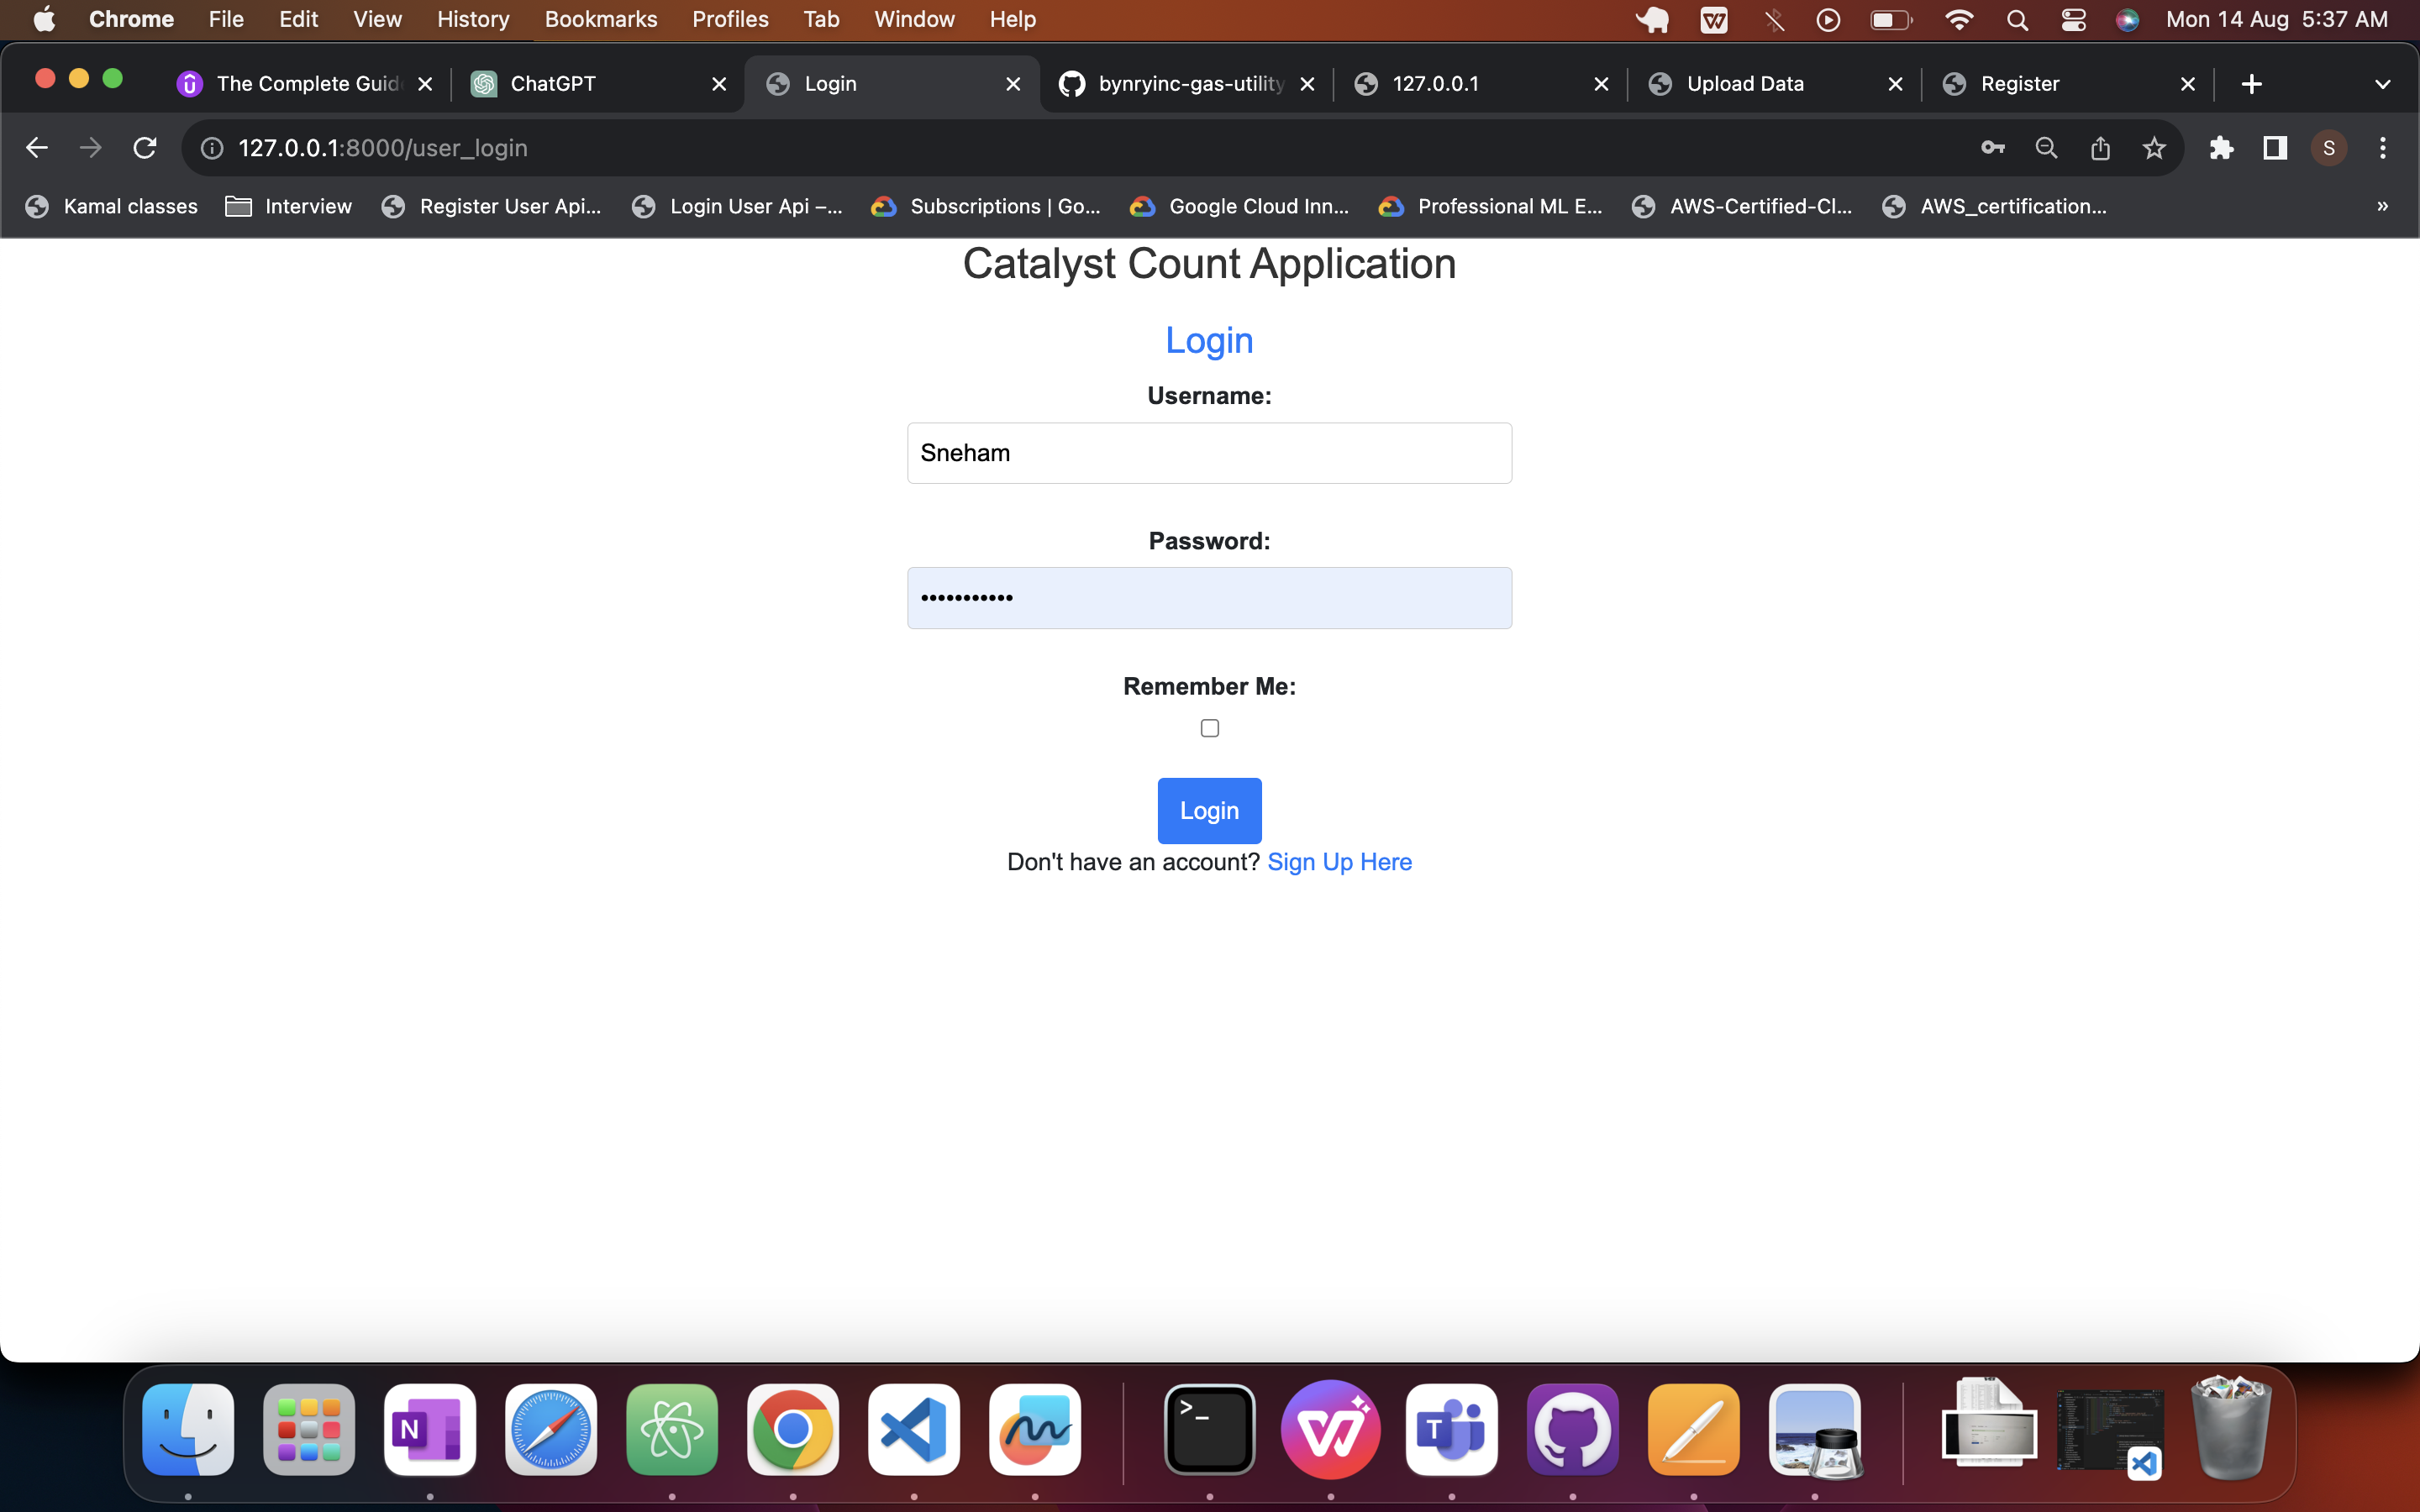 Chrome File Edit View History Bookmarks Profiles Tab Window Help Mon 14 Aug 5:37 AM
The Complete Guid ChatGPT Login bynryinc-gas-utility 127.0.0.1 Upload Data Register
127.0.0.1:8000/user_login S
Kamal classes Interview Register User Api... Login User Api –... Subscriptions | Go... Google Cloud Inn... Professional ML E... AWS-Certified-Cl... AWS_certification... »
Catalyst Count Application
Login
Username:
Sneham
Password:
•••••••••••
Remember Me:
Login
Don't have an account? Sign Up Here